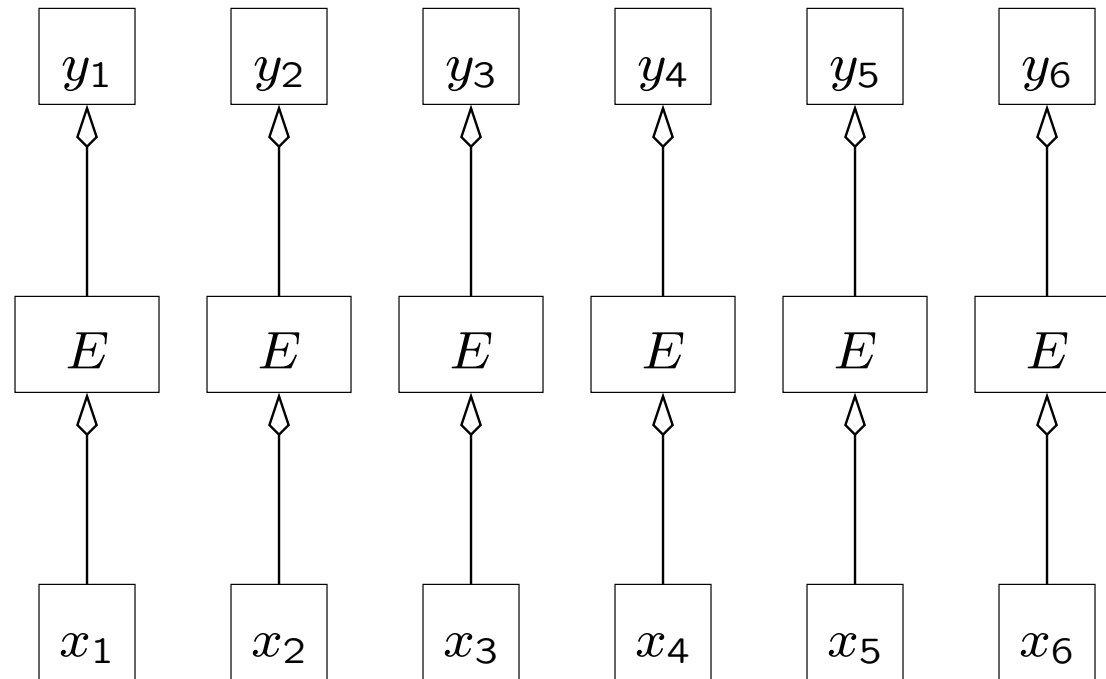 y₁ y₂ y₃ y₄ y₅ y₆
E E E E E E
x₁ x₂ x₃ x₄ x₅ x₆